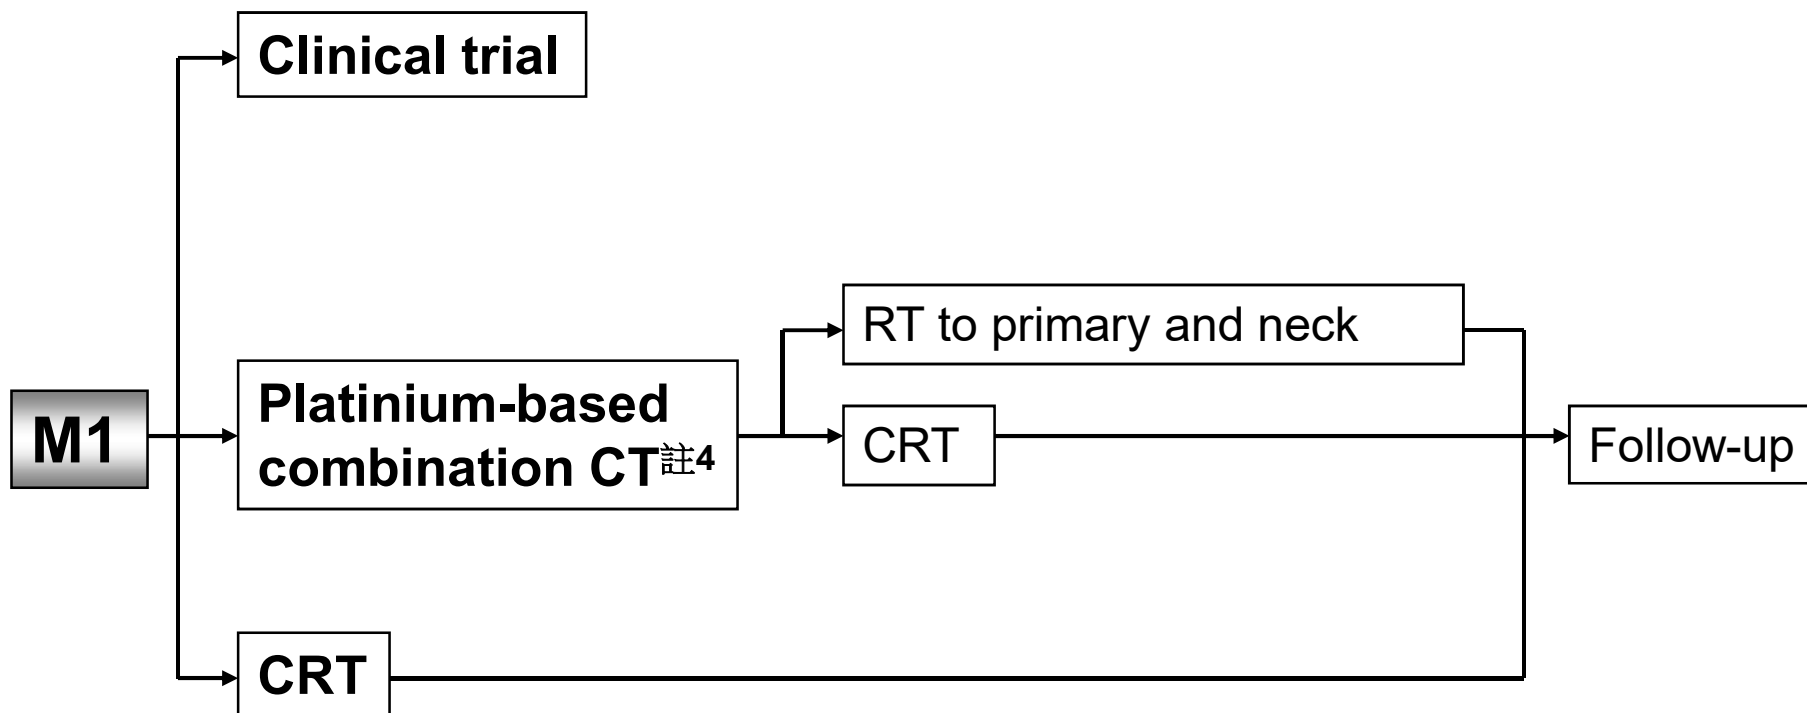 Clinical trial
RT to primary and neck
M1
Platinium-based
combination CT註4
CRT
Follow-up
CRT